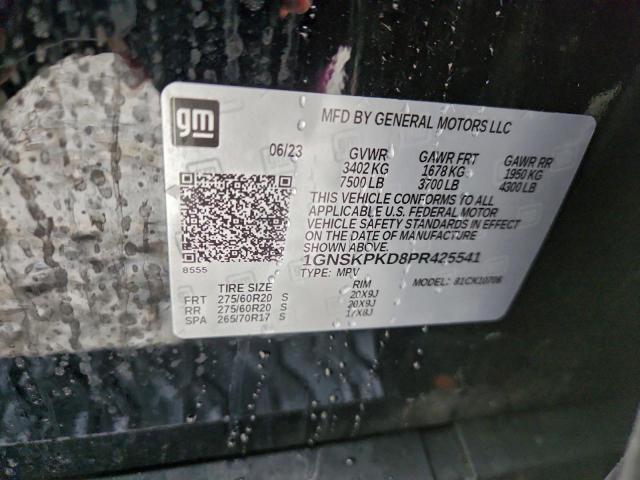 gm
MFD BY GENERAL MOTORS LLC
06/23 GVWR GAWR FRT GAWR RR
3402 KG 1678 KG 1950 KG
7500 LB 3700 LB 4300 LB
THIS VEHICLE CONFORMS TO ALL
APPLICABLE U.S. FEDERAL MOTOR
VEHICLE SAFETY STANDARDS IN EFFECT
ON THE DATE OF MANUFACTURE
SHOWN ABOVE.
1GNSKPKD8PR425541
8555
TYPE: MPV MODEL: 81CK10706
TIRE SIZE RIM
FRT 275/60R20 S 20X9J
RR 275/60R20 S 20X9J
SPA 265/70R17 S 17X8J